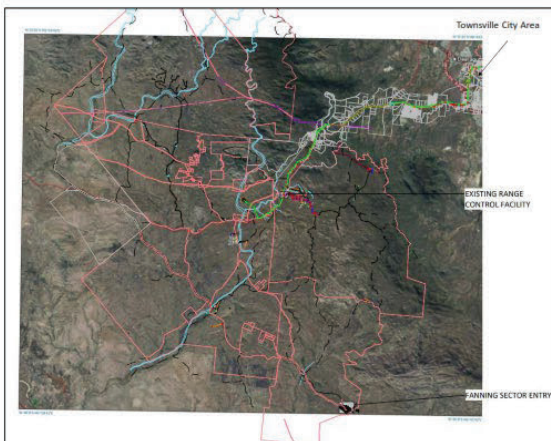 Townsville City Area
EXISTING RANGE
CONTROL FACILITY
FANNING SECTOR ENTRY